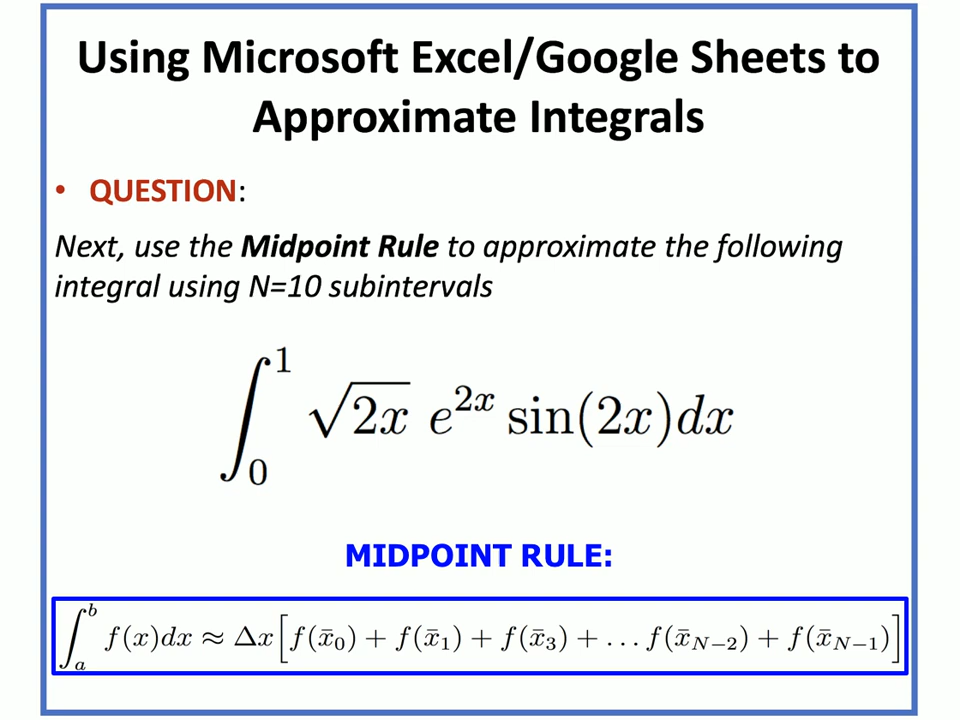 Using Microsoft Excel/Google Sheets to
Approximate Integrals
• QUESTION:
Next, use the Midpoint Rule to approximate the following
integral using N=10 subintervals
∫₀¹ √2x e²ˣ sin(2x)dx
MIDPOINT RULE:
∫ₐᵇ f(x)dx ≈ Δx[f(x̄₀) + f(x̄₁) + f(x̄₃) + … f(x̄_{N−2}) + f(x̄_{N−1})]